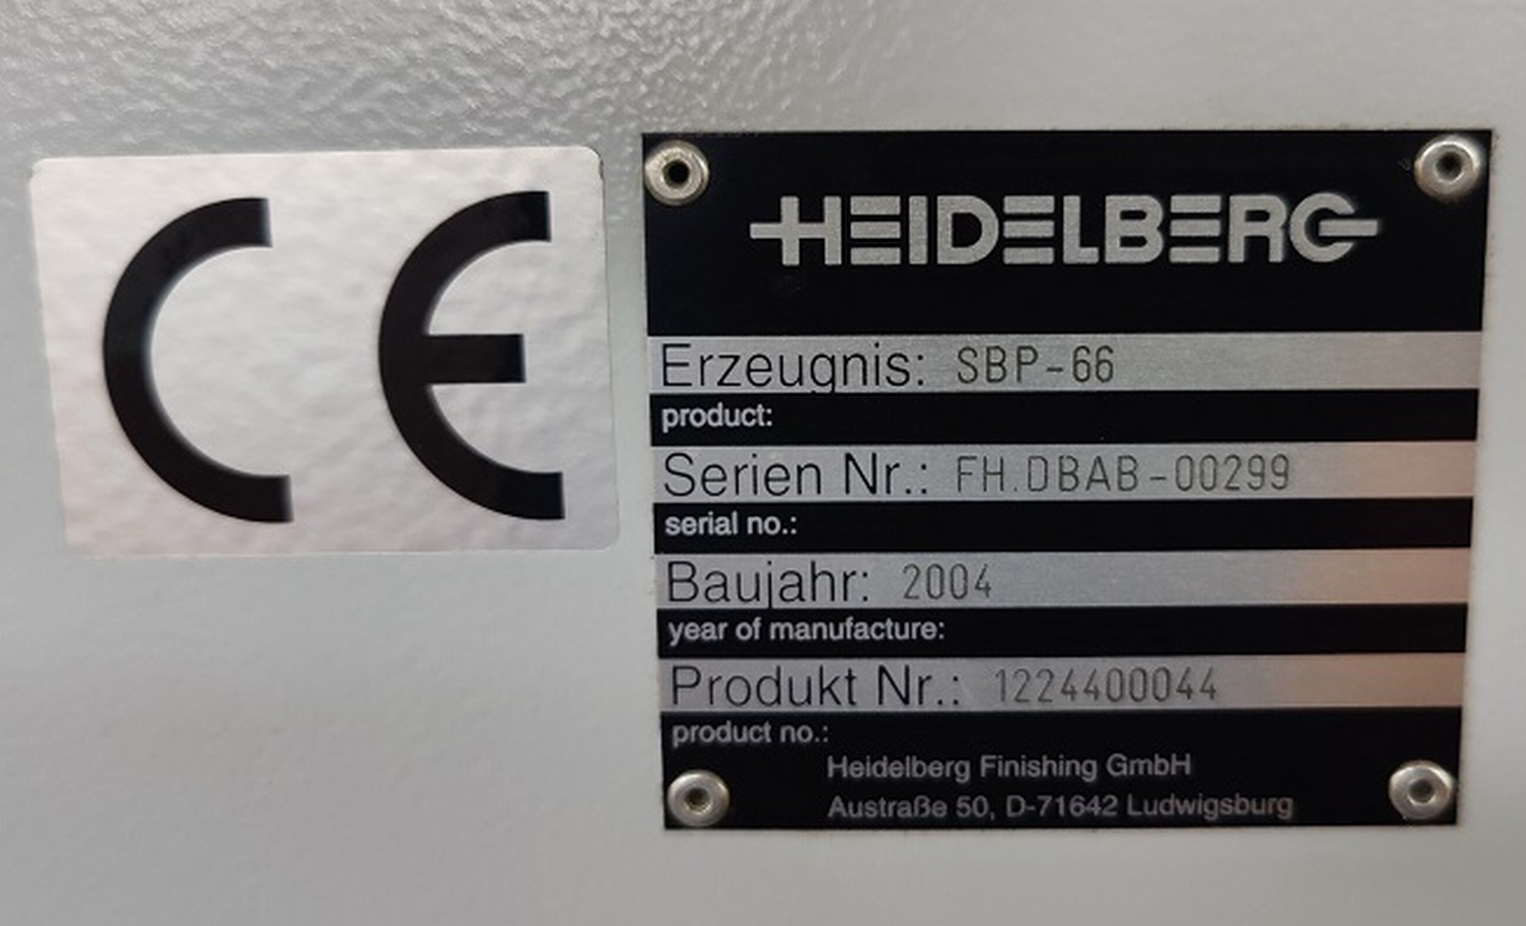 CE
HEIDELBERG
Erzeugnis: SBP-66
product:
Serien Nr.: FH.DBAB-00299
serial no.:
Baujahr: 2004
year of manufacture:
Produkt Nr.: 1224400044
product no.:
Heidelberg Finishing GmbH
Austraße 50, D-71642 Ludwigsburg